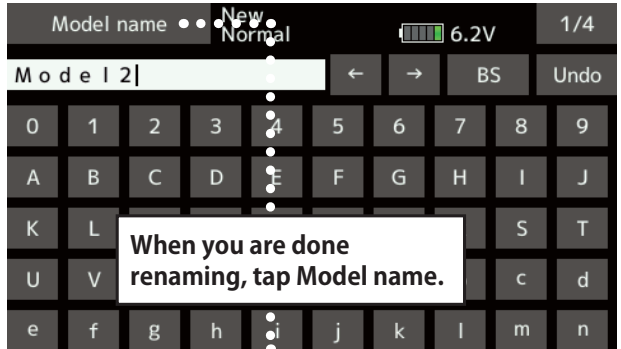 Model name New Normal 6.2V 1/4
Model2 ← → BS Undo
0 1 2 3 4 5 6 7 8 9
A B C D E F G H I J
K L S T
When you are done
renaming, tap Model name.
U V c d
e f g h i j k l m n